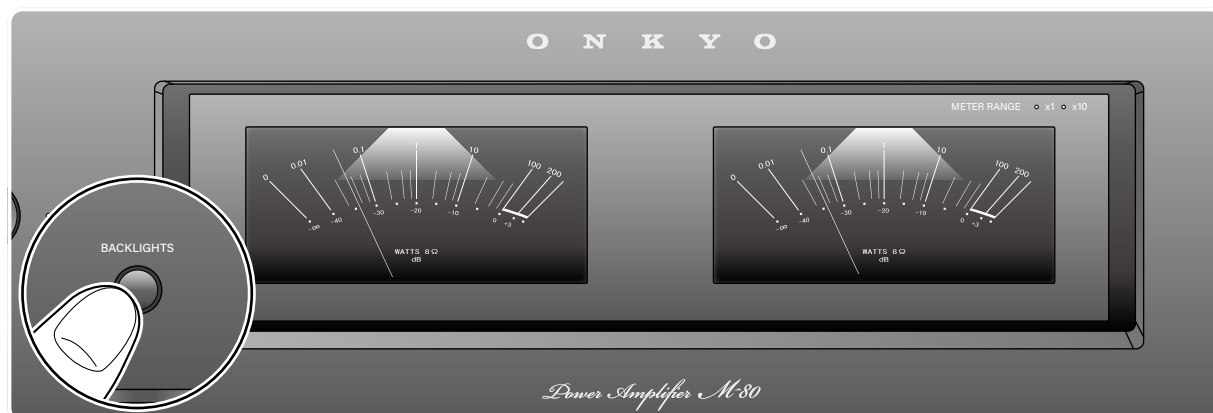 ONKYO
METER RANGE x1 x10
0 0.01 0.1 1 10 100 200
-∞ -40 -30 -20 -10 0 +3
WATTS 8Ω
dB
0 0.01 0.1 1 10 100 200
-∞ -40 -30 -20 -10 0 +3
WATTS 8Ω
dB
BACKLIGHTS
Power Amplifier M-80